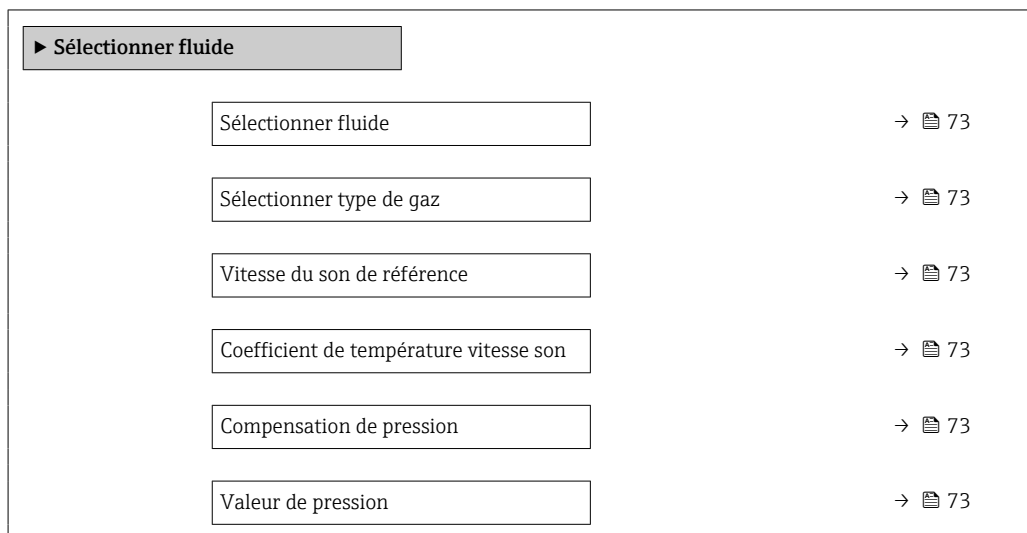 ► Sélectionner fluide
Sélectionner fluide → 73
Sélectionner type de gaz → 73
Vitesse du son de référence → 73
Coefficient de température vitesse son → 73
Compensation de pression → 73
Valeur de pression → 73